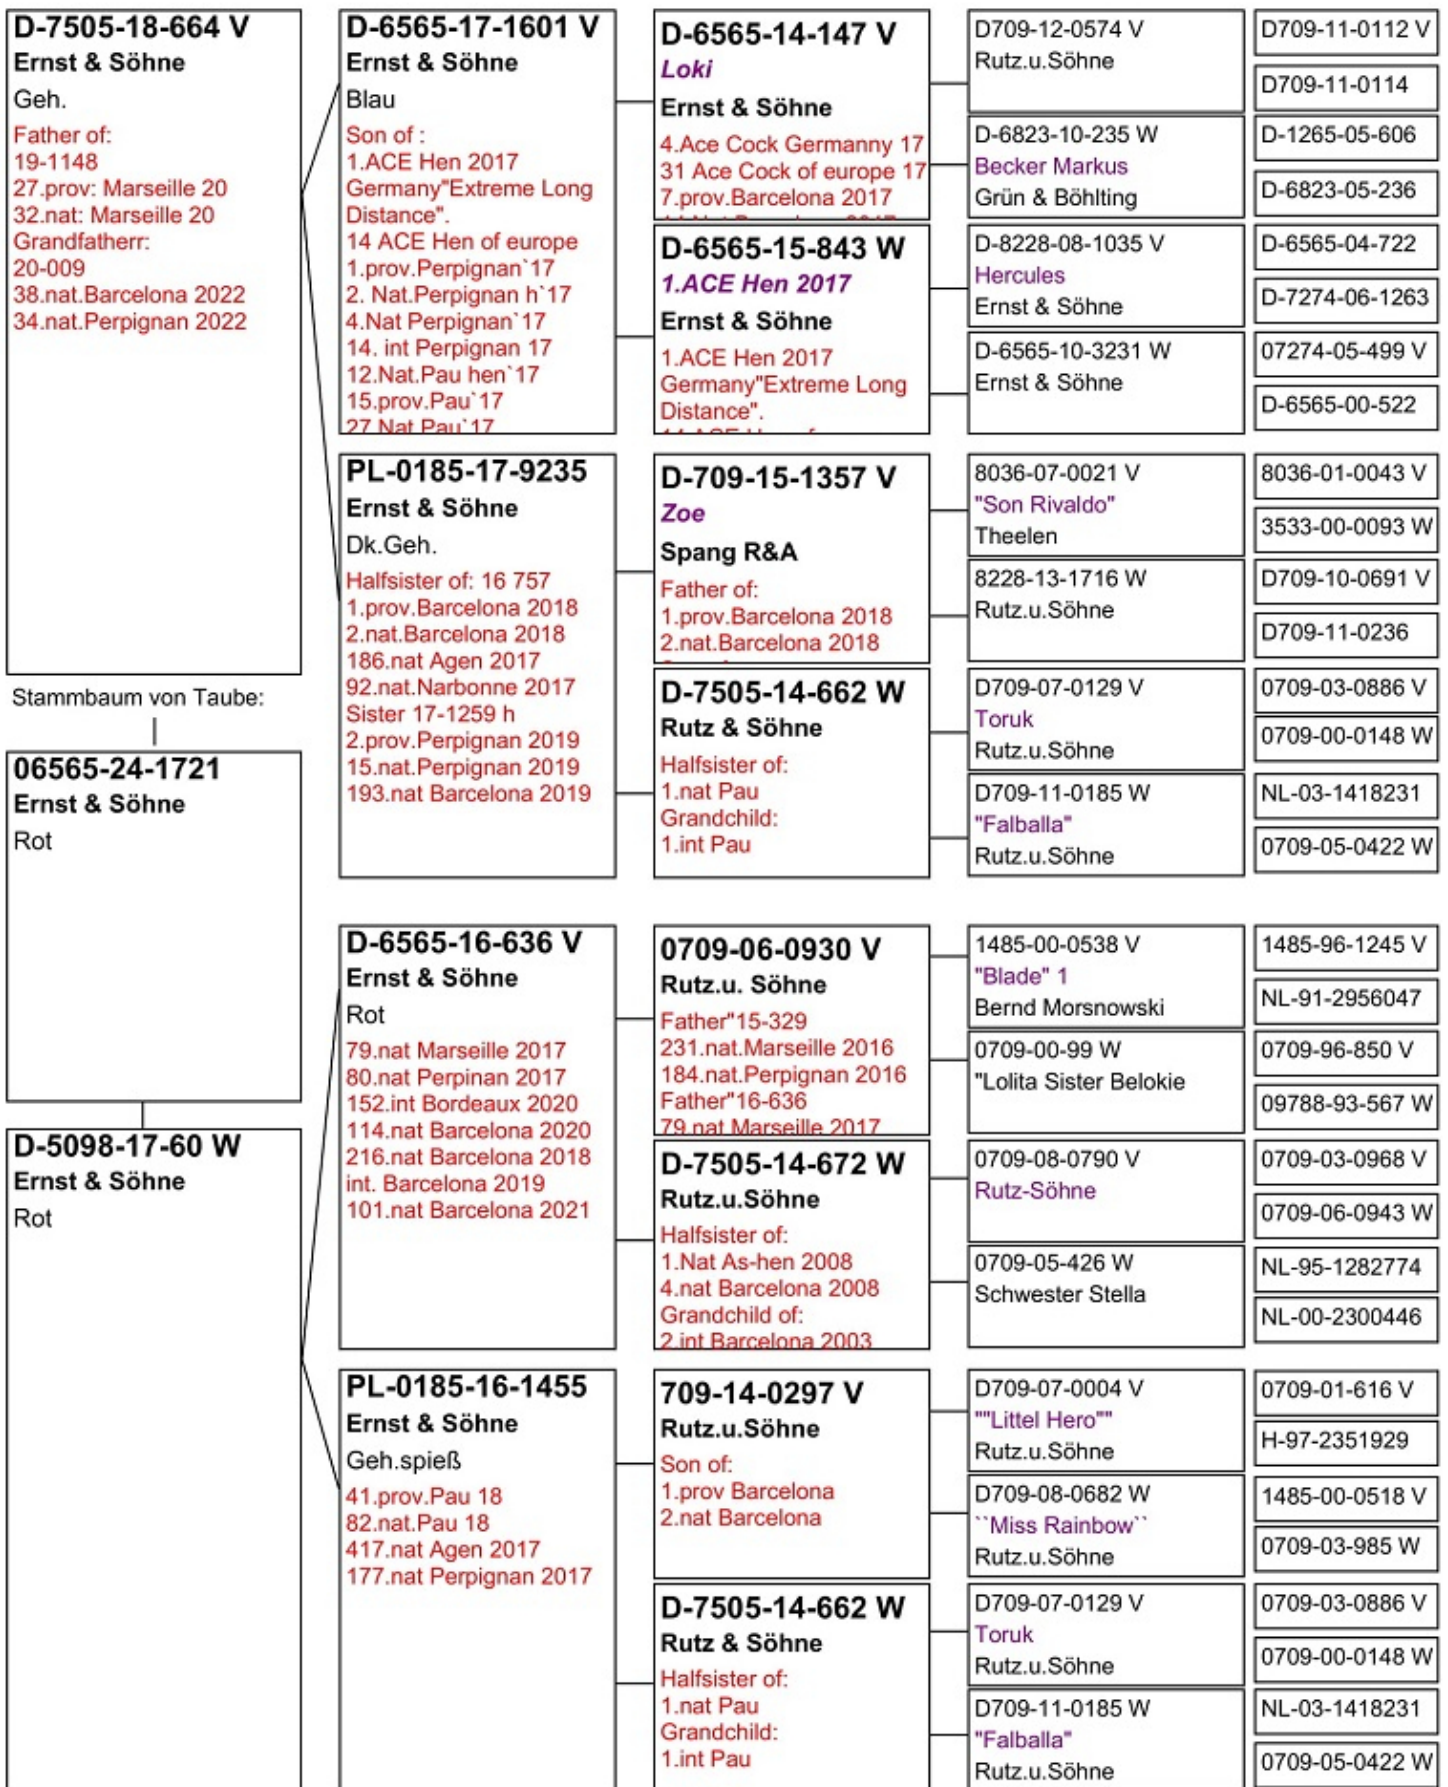 D-7505-18-664 V
Ernst & Söhne
Geh.
Father of:
19-1148
27.prov: Marseille 20
32.nat: Marseille 20
Grandfatherr:
20-009
38.nat.Barcelona 2022
34.nat.Perpignan 2022
Stammbaum von Taube:
06565-24-1721
Ernst & Söhne
Rot
D-5098-17-60 W
Ernst & Söhne
Rot
D-6565-17-1601 V
Ernst & Söhne
Blau
Son of :
1.ACE Hen 2017
Germany"Extreme Long
Distance".
14 ACE Hen of europe
1.prov.Perpignan`17
2. Nat.Perpignan h`17
4.Nat Perpignan`17
14. int Perpignan 17
12.Nat.Pau hen`17
15.prov.Pau`17
27 Nat Pau`17
PL-0185-17-9235
Ernst & Söhne
Dk.Geh.
Halfsister of: 16 757
1.prov.Barcelona 2018
2.nat.Barcelona 2018
186.nat Agen 2017
92.nat.Narbonne 2017
Sister 17-1259 h
2.prov.Perpignan 2019
15.nat.Perpignan 2019
193.nat Barcelona 2019
D-6565-16-636 V
Ernst & Söhne
Rot
79.nat Marseille 2017
80.nat Perpinan 2017
152.int Bordeaux 2020
114.nat Barcelona 2020
216.nat Barcelona 2018
int. Barcelona 2019
101.nat Barcelona 2021
PL-0185-16-1455
Ernst & Söhne
Geh.spieß
41.prov.Pau 18
82.nat.Pau 18
417.nat Agen 2017
177.nat Perpignan 2017
D-6565-14-147 V
Loki
Ernst & Söhne
4.Ace Cock Germanny 17
31 Ace Cock of europe 17
7.prov.Barcelona 2017
D-6565-15-843 W
1.ACE Hen 2017
Ernst & Söhne
1.ACE Hen 2017
Germany"Extreme Long
Distance".
D-709-15-1357 V
Zoe
Spang R&A
Father of:
1.prov.Barcelona 2018
2.nat.Barcelona 2018
D-7505-14-662 W
Rutz & Söhne
Halfsister of:
1.nat Pau
Grandchild:
1.int Pau
0709-06-0930 V
Rutz.u. Söhne
Father"15-329
231.nat.Marseille 2016
184.nat.Perpignan 2016
Father"16-636
79 nat Marseille 2017
D-7505-14-672 W
Rutz.u.Söhne
Halfsister of:
1.Nat As-hen 2008
4.nat Barcelona 2008
Grandchild of:
2.int Barcelona 2003
709-14-0297 V
Rutz.u.Söhne
Son of:
1.prov Barcelona
2.nat Barcelona
D-7505-14-662 W
Rutz & Söhne
Halfsister of:
1.nat Pau
Grandchild:
1.int Pau
D709-12-0574 V
Rutz.u.Söhne
D-6823-10-235 W
Becker Markus
Grün & Böhlting
D-8228-08-1035 V
Hercules
Ernst & Söhne
D-6565-10-3231 W
Ernst & Söhne
8036-07-0021 V
"Son Rivaldo"
Theelen
8228-13-1716 W
Rutz.u.Söhne
D709-07-0129 V
Toruk
Rutz.u.Söhne
D709-11-0185 W
"Falballa"
Rutz.u.Söhne
1485-00-0538 V
"Blade" 1
Bernd Morsnowski
0709-00-99 W
"Lolita Sister Belokie
0709-08-0790 V
Rutz-Söhne
0709-05-426 W
Schwester Stella
D709-07-0004 V
""Littel Hero""
Rutz.u.Söhne
D709-08-0682 W
``Miss Rainbow``
Rutz.u.Söhne
D709-07-0129 V
Toruk
Rutz.u.Söhne
D709-11-0185 W
"Falballa"
Rutz.u.Söhne
D709-11-0112 V
D709-11-0114
D-1265-05-606
D-6823-05-236
D-6565-04-722
D-7274-06-1263
07274-05-499 V
D-6565-00-522
8036-01-0043 V
3533-00-0093 W
D709-10-0691 V
D709-11-0236
0709-03-0886 V
0709-00-0148 W
NL-03-1418231
0709-05-0422 W
1485-96-1245 V
NL-91-2956047
0709-96-850 V
09788-93-567 W
0709-03-0968 V
0709-06-0943 W
NL-95-1282774
NL-00-2300446
0709-01-616 V
H-97-2351929
1485-00-0518 V
0709-03-985 W
0709-03-0886 V
0709-00-0148 W
NL-03-1418231
0709-05-0422 W